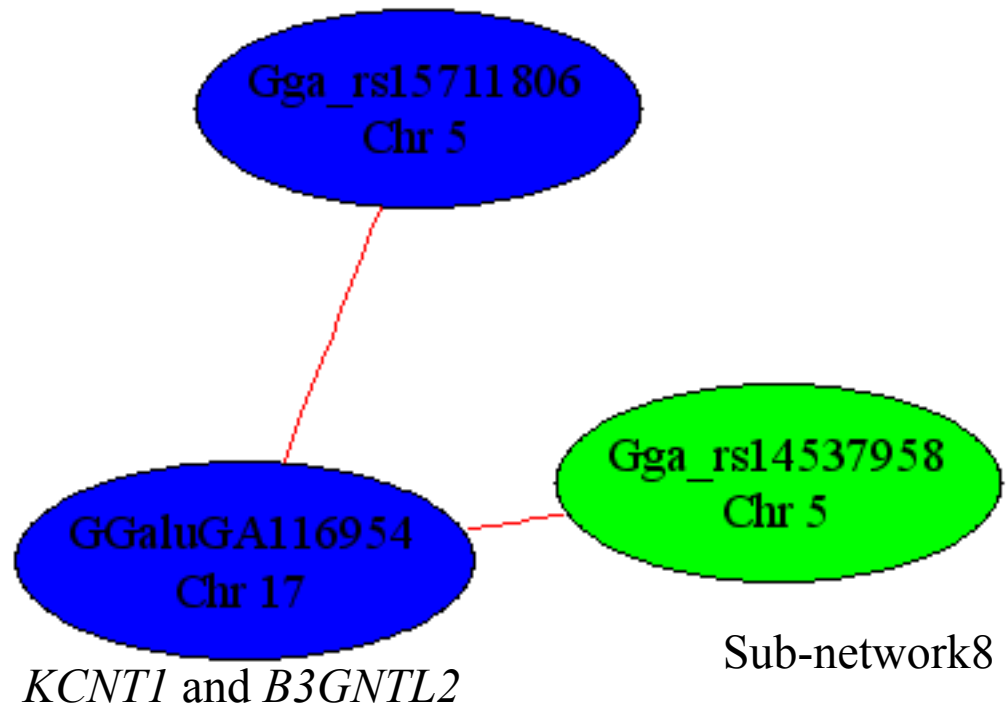 Gga_rs15711806
Chr 5
Gga_rs14537958
Chr 5
GGaluGA116954
Chr 17
Sub-network8
KCNT1 and B3GNTL2